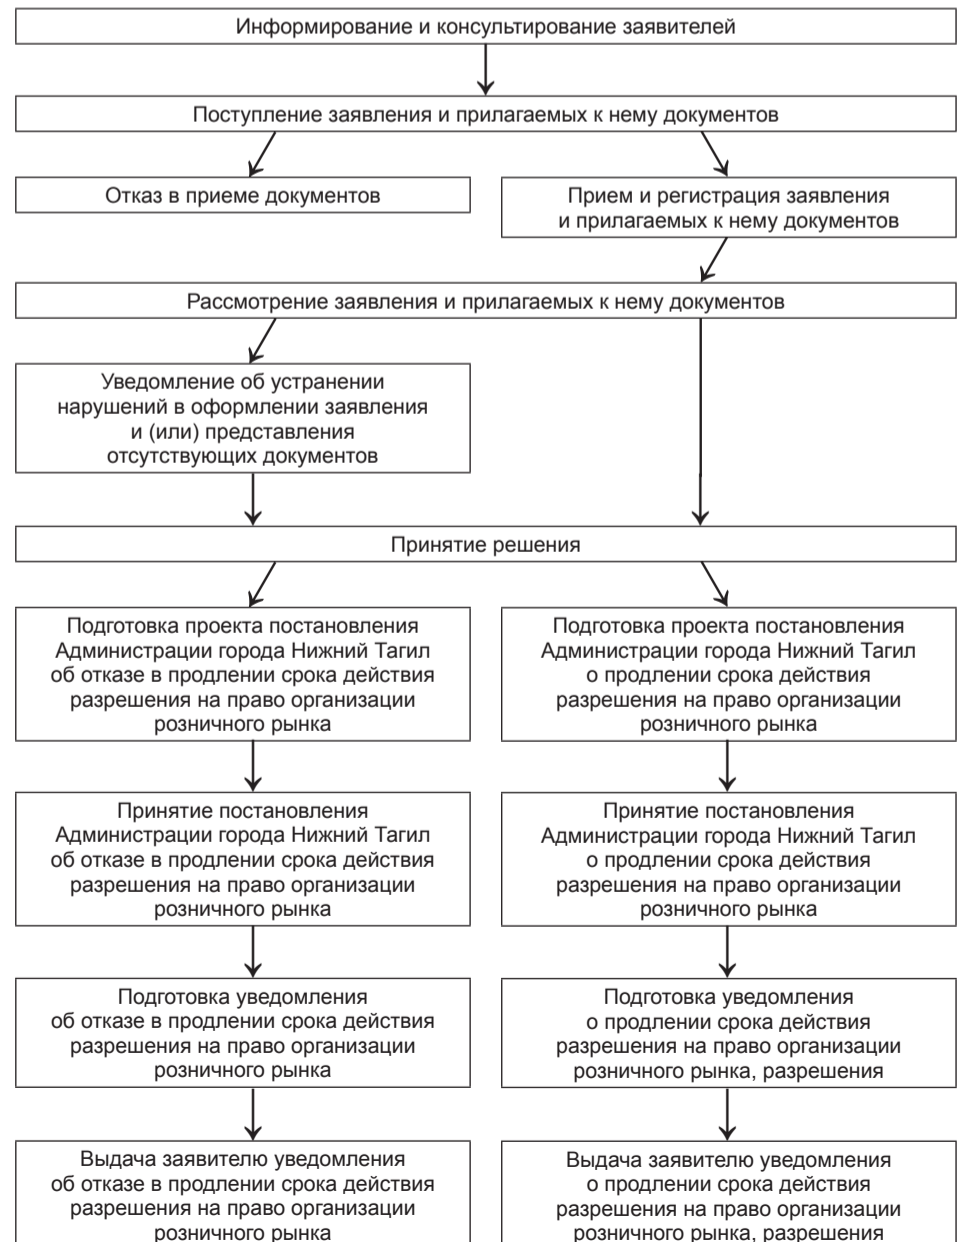 Информирование и консультирование заявителей
Поступление заявления и прилагаемых к нему документов
Отказ в приеме документов
Прием и регистрация заявления
и прилагаемых к нему документов
Рассмотрение заявления и прилагаемых к нему документов
Уведомление об устранении
нарушений в оформлении заявления
и (или) представления
отсутствующих документов
Принятие решения
Подготовка проекта постановления
Администрации города Нижний Тагил
об отказе в продлении срока действия
разрешения на право организации
розничного рынка
Подготовка проекта постановления
Администрации города Нижний Тагил
о продлении срока действия
разрешения на право организации
розничного рынка
Принятие постановления
Администрации города Нижний Тагил
об отказе в продлении срока действия
разрешения на право организации
розничного рынка
Принятие постановления
Администрации города Нижний Тагил
о продлении срока действия
разрешения на право организации
розничного рынка
Подготовка уведомления
об отказе в продлении срока действия
разрешения на право организации
розничного рынка
Подготовка уведомления
о продлении срока действия
разрешения на право организации
розничного рынка, разрешения
Выдача заявителю уведомления
об отказе в продлении срока действия
разрешения на право организации
розничного рынка
Выдача заявителю уведомления
о продлении срока действия
разрешения на право организации
розничного рынка, разрешения